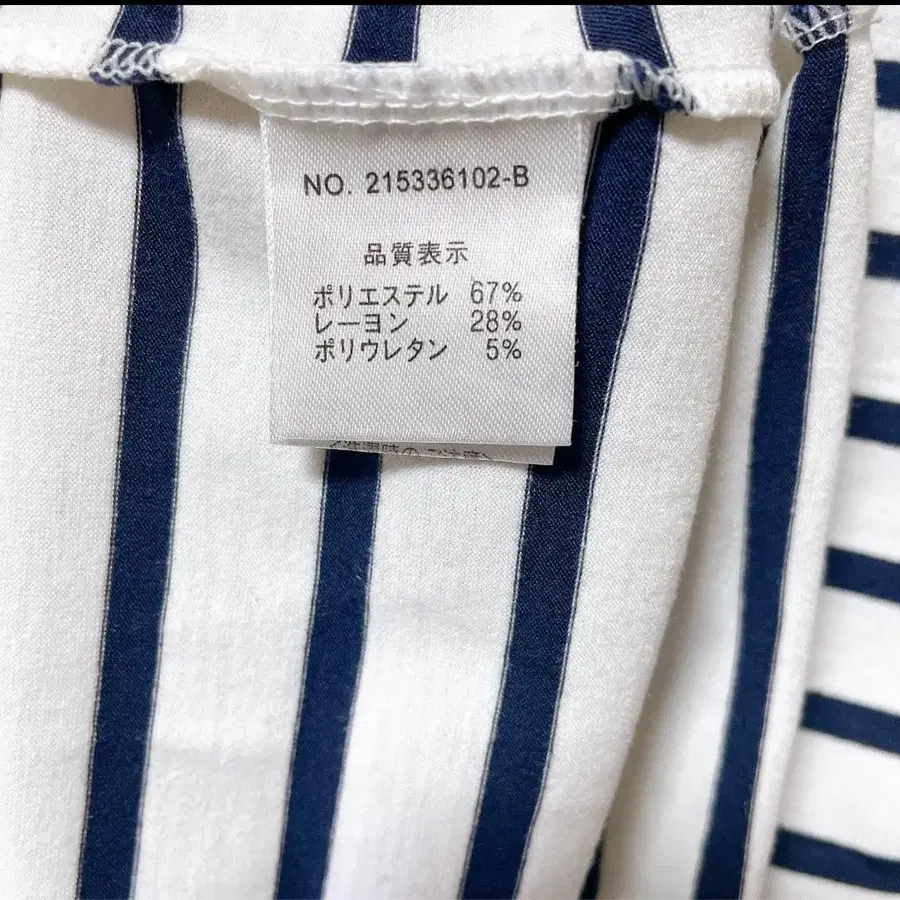 NO. 215336102-B
品質表示
ポリエステル 67%
レーヨン 28%
ポリウレタン 5%